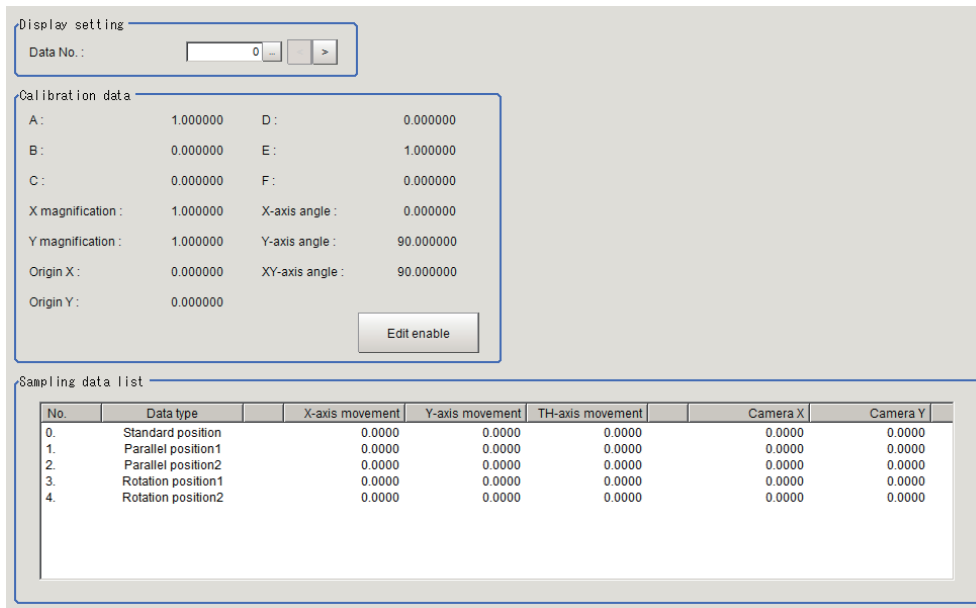 Display setting
Data No. : 0 ... < >
Calibration data
A : 1.000000 D : 0.000000
B : 0.000000 E : 1.000000
C : 0.000000 F : 0.000000
X magnification : 1.000000 X-axis angle : 0.000000
Y magnification : 1.000000 Y-axis angle : 90.000000
Origin X : 0.000000 XY-axis angle : 90.000000
Origin Y : 0.000000
Edit enable
Sampling data list
No. Data type X-axis movement Y-axis movement TH-axis movement Camera X Camera Y
0. Standard position 0.0000 0.0000 0.0000 0.0000 0.0000
1. Parallel position1 0.0000 0.0000 0.0000 0.0000 0.0000
2. Parallel position2 0.0000 0.0000 0.0000 0.0000 0.0000
3. Rotation position1 0.0000 0.0000 0.0000 0.0000 0.0000
4. Rotation position2 0.0000 0.0000 0.0000 0.0000 0.0000